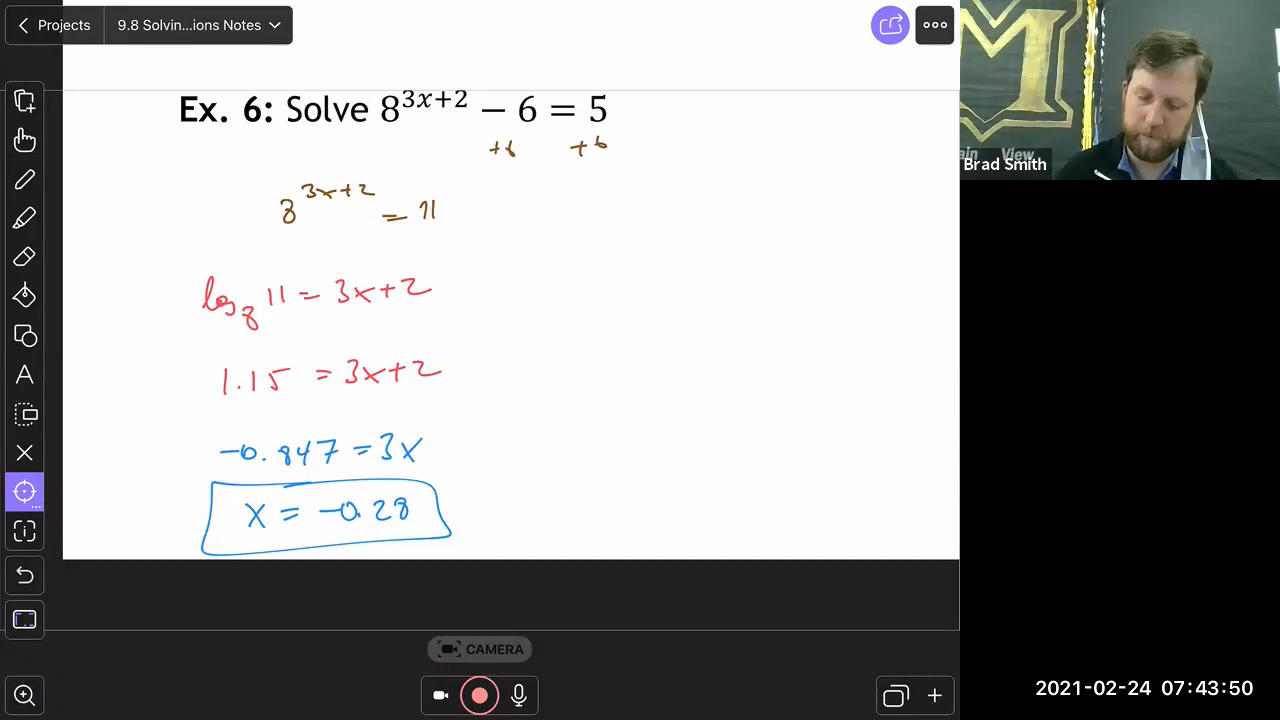 Projects
9.8 Solvin...ions Notes
Ex. 6: Solve 8^{3x+2} − 6 = 5
+6 +6
8^{3x+2} = 11
log_8 11 = 3x+2
1.15 = 3x+2
-0.847 = 3x
x = -0.28
A
CAMERA
M
View
Brad Smith
2021-02-24 07:43:50